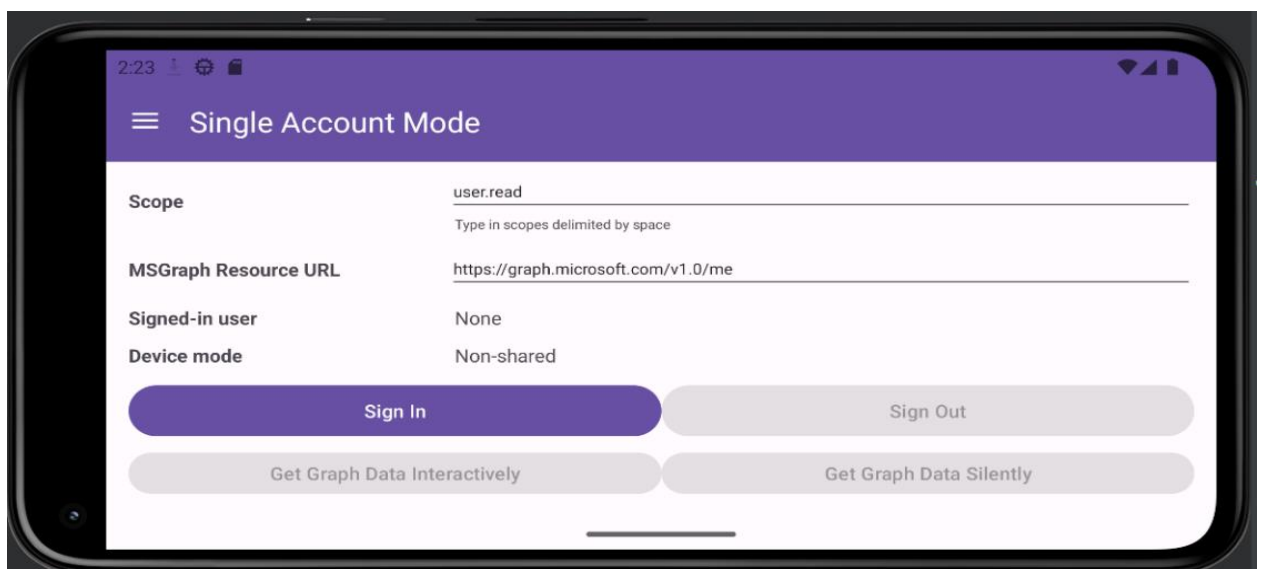 2:23
Single Account Mode
Scope
user.read
Type in scopes delimited by space
MSGraph Resource URL
https://graph.microsoft.com/v1.0/me
Signed-in user
None
Device mode
Non-shared
Sign In
Sign Out
Get Graph Data Interactively
Get Graph Data Silently